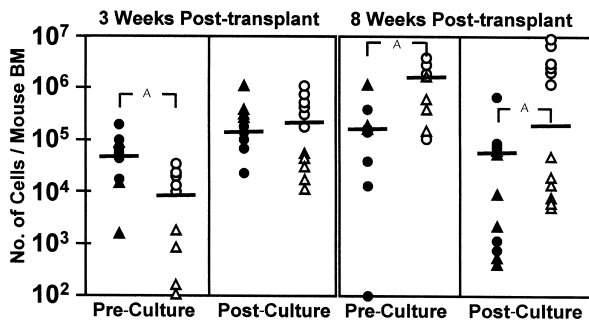 3 Weeks Post-transplant 8 Weeks Post-transplant
No. of Cells / Mouse BM
10^7
10^6
10^5
10^4
10^3
10^2
A
A
A
Pre-Culture Post-Culture Pre-Culture Post-Culture